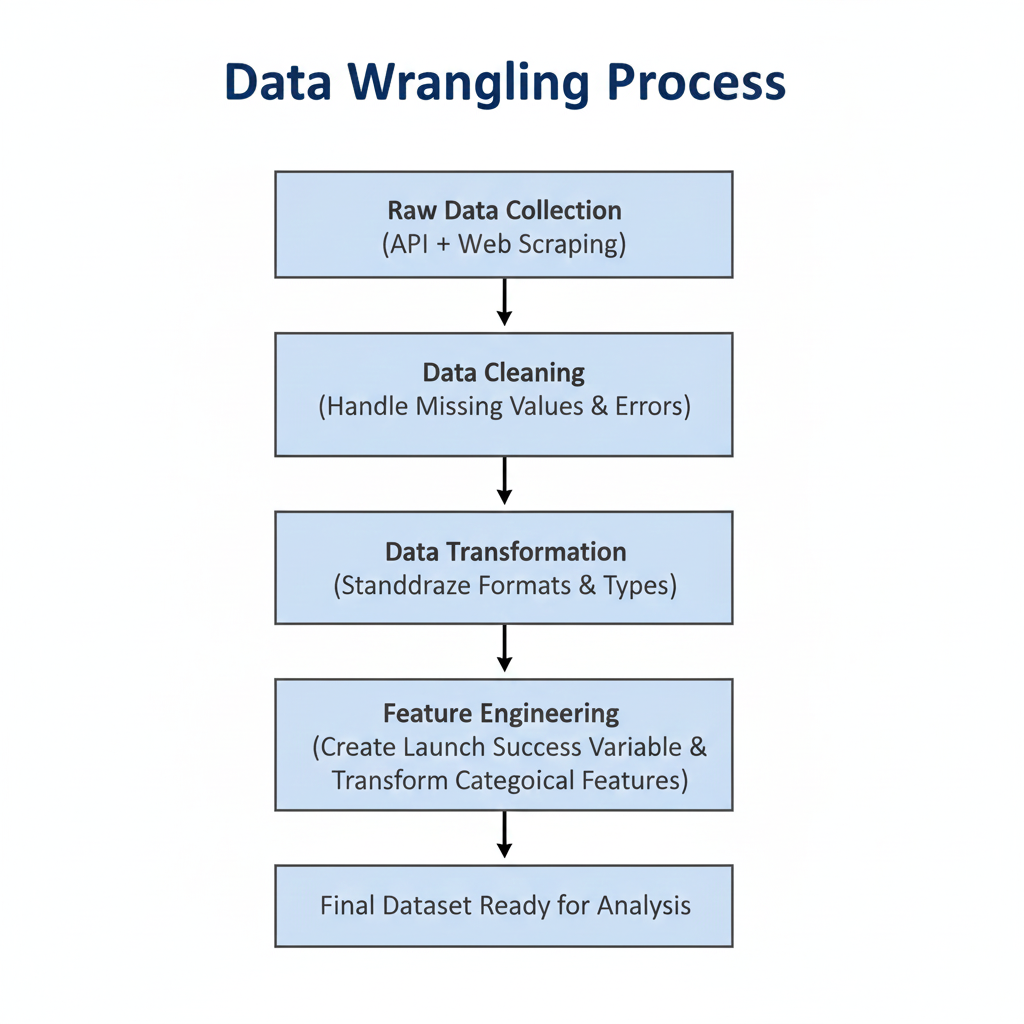 Data Wrangling Process
Raw Data Collection
(API + Web Scraping)
Data Cleaning
(Handle Missing Values & Errors)
Data Transformation
(Standdraze Formats & Types)
Feature Engineering
(Create Launch Success Variable &
Transform Categoical Features)
Final Dataset Ready for Analysis